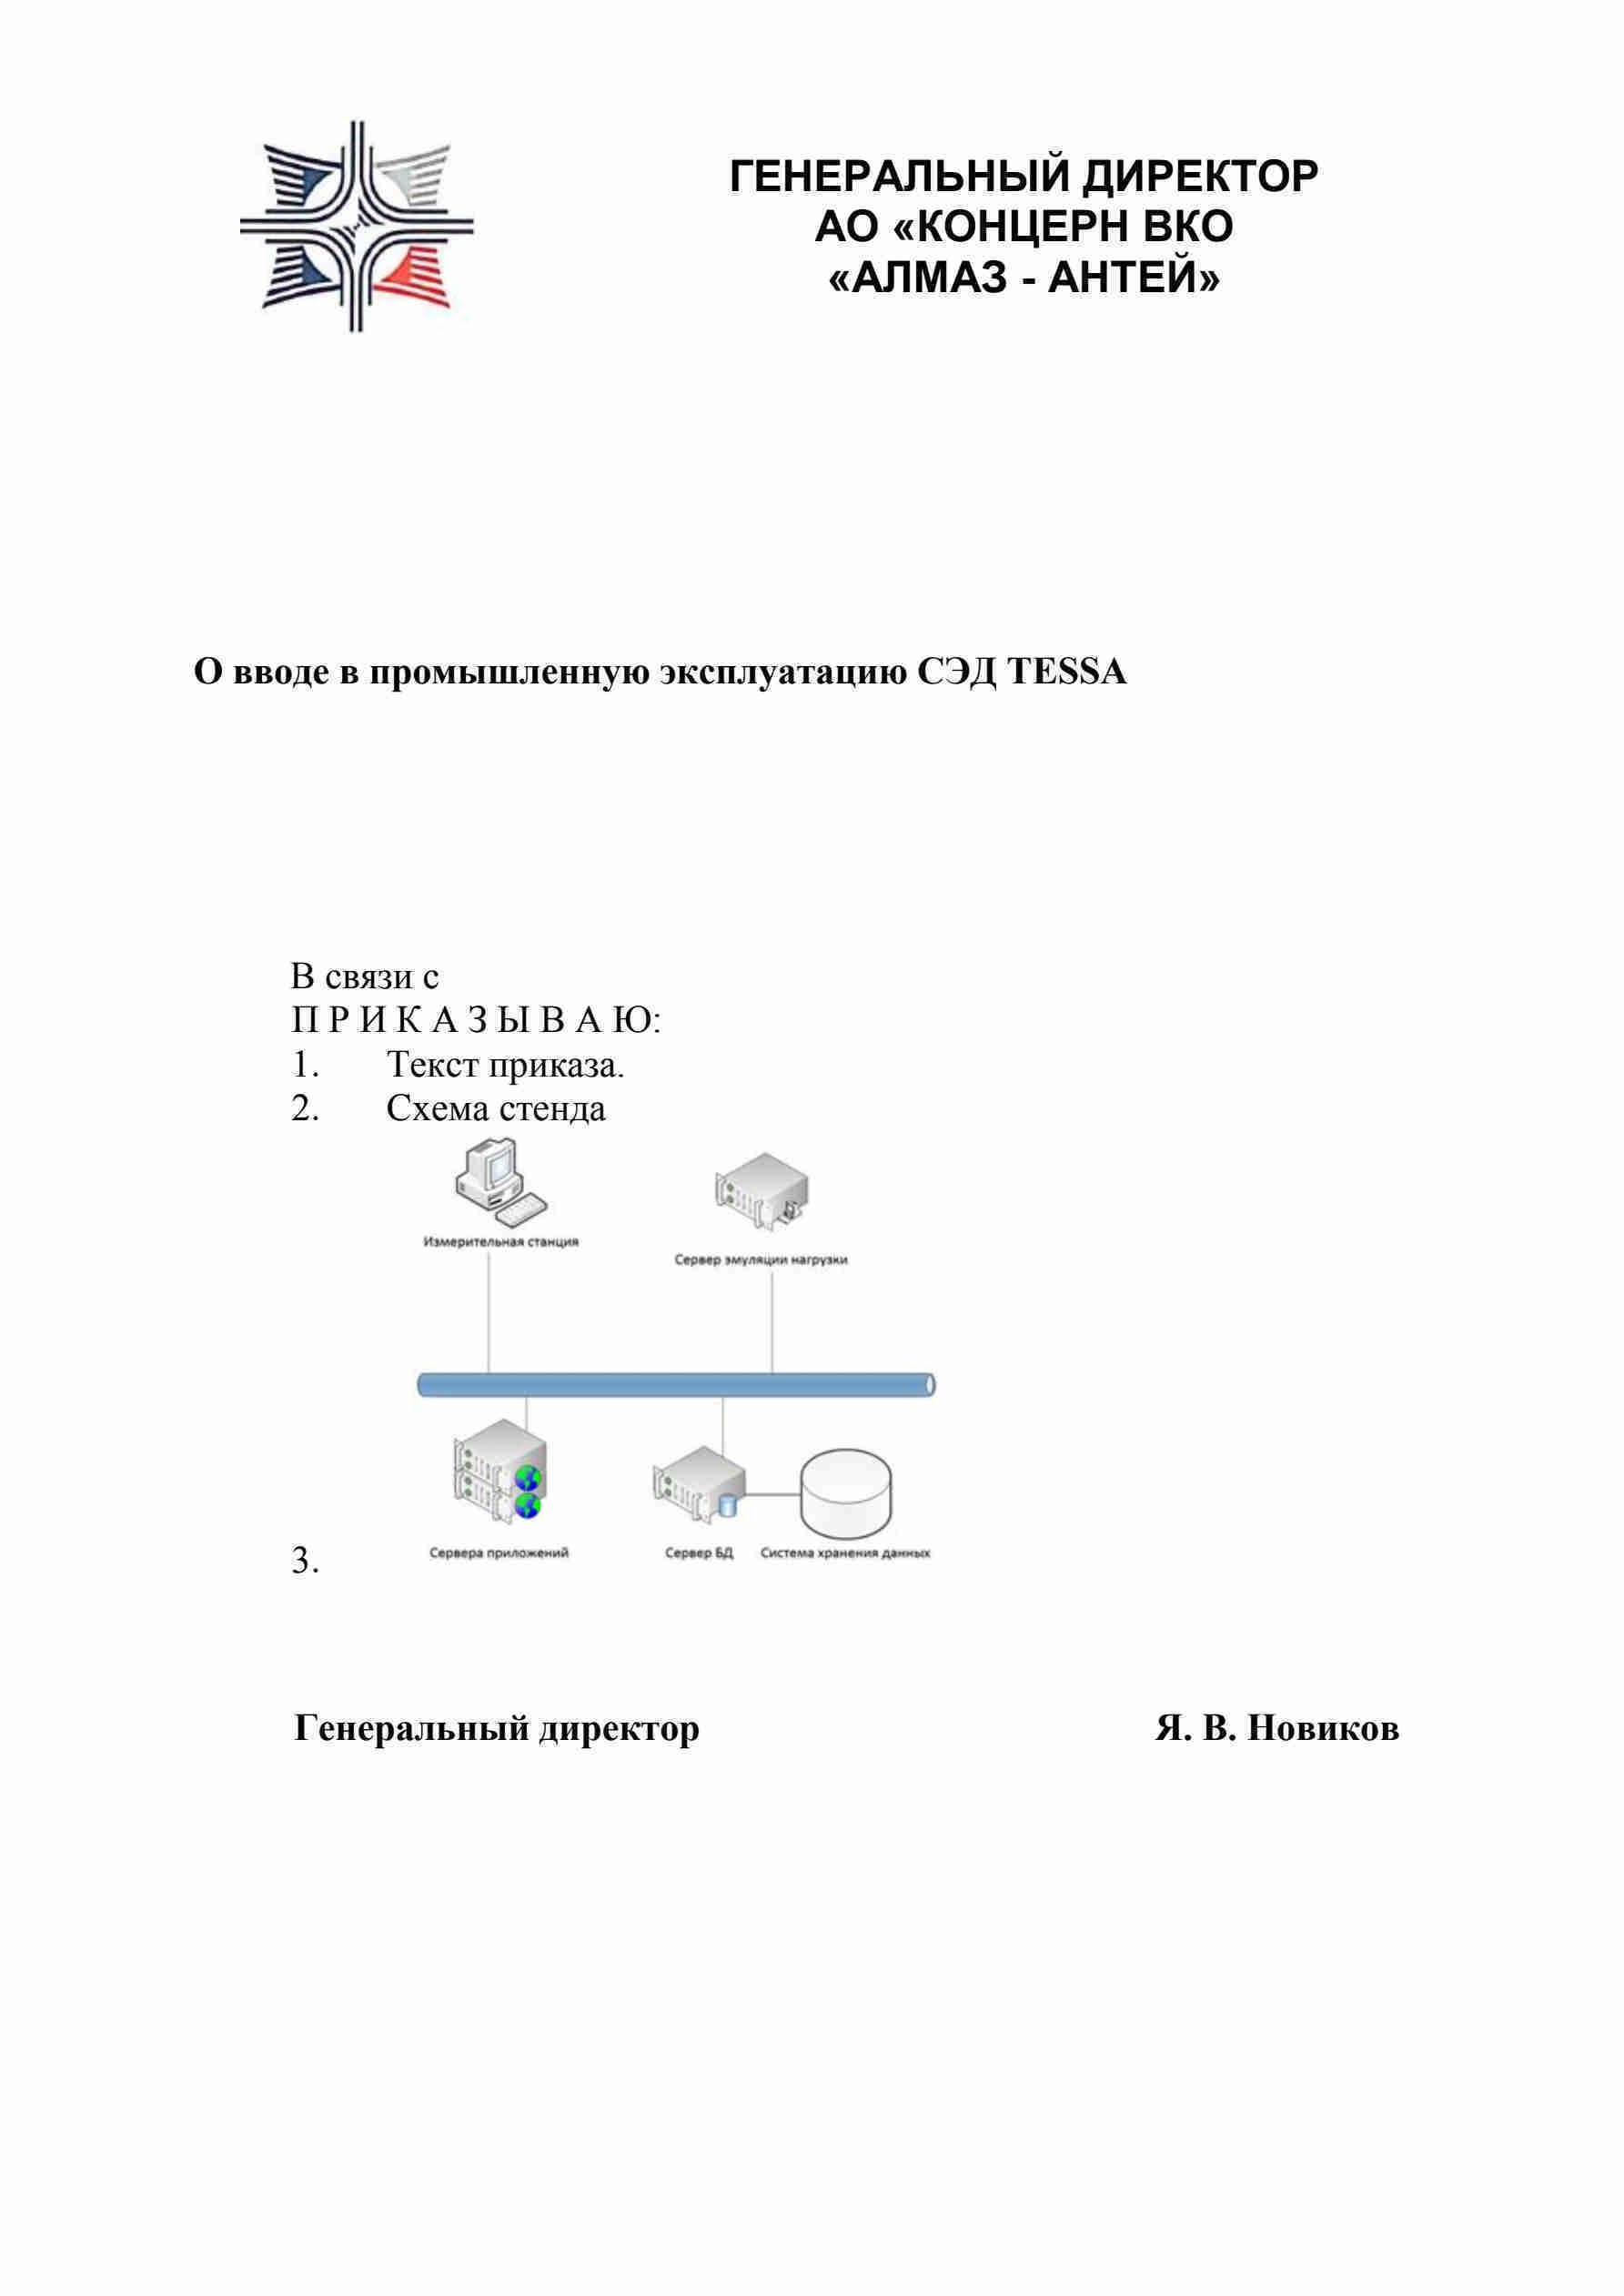 ГЕНЕРАЛЬНЫЙ ДИРЕКТОР
АО «КОНЦЕРН ВКО
«АЛМАЗ - АНТЕЙ»
О вводе в промышленную эксплуатацию СЭД TESSA
В связи с
П Р И К А З Ы В А Ю:
1. Текст приказа.
2. Схема стенда
Измерительная станция
Сервер эмуляции нагрузки
3.
Сервера приложений
Сервер БД
Система хранения данных
Генеральный директор Я. В. Новиков